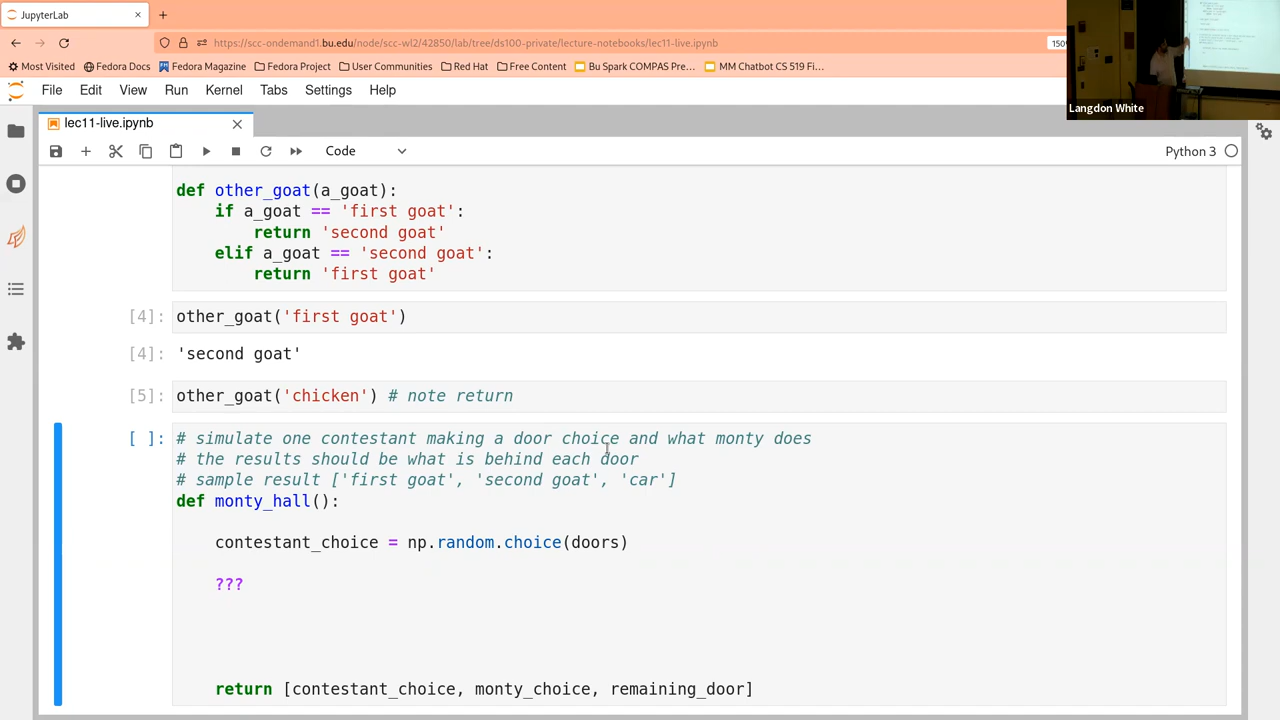 JupyterLab
https://scc-ondemand1.bu.edu/node/scc-wl2/42850/lab/tree/ds100-private/lecture-notebooks/lec11-live.ipynb
150%
Most Visited Fedora Docs Fedora Magazine Fedora Project User Communities Red Hat Free Content Bu Spark COMPAS Pre… MM Chatbot CS 519 Fi…
Langdon White
File Edit View Run Kernel Tabs Settings Help
lec11-live.ipynb
Code
Python 3
def other_goat(a_goat):
    if a_goat == 'first goat':
        return 'second goat'
    elif a_goat == 'second goat':
        return 'first goat'
[4]: other_goat('first goat')
[4]: 'second goat'
[5]: other_goat('chicken') # note return
[ ]: # simulate one contestant making a door choice and what monty does
# the results should be what is behind each door
# sample result ['first goat', 'second goat', 'car']
def monty_hall():
    contestant_choice = np.random.choice(doors)
    ???
    return [contestant_choice, monty_choice, remaining_door]